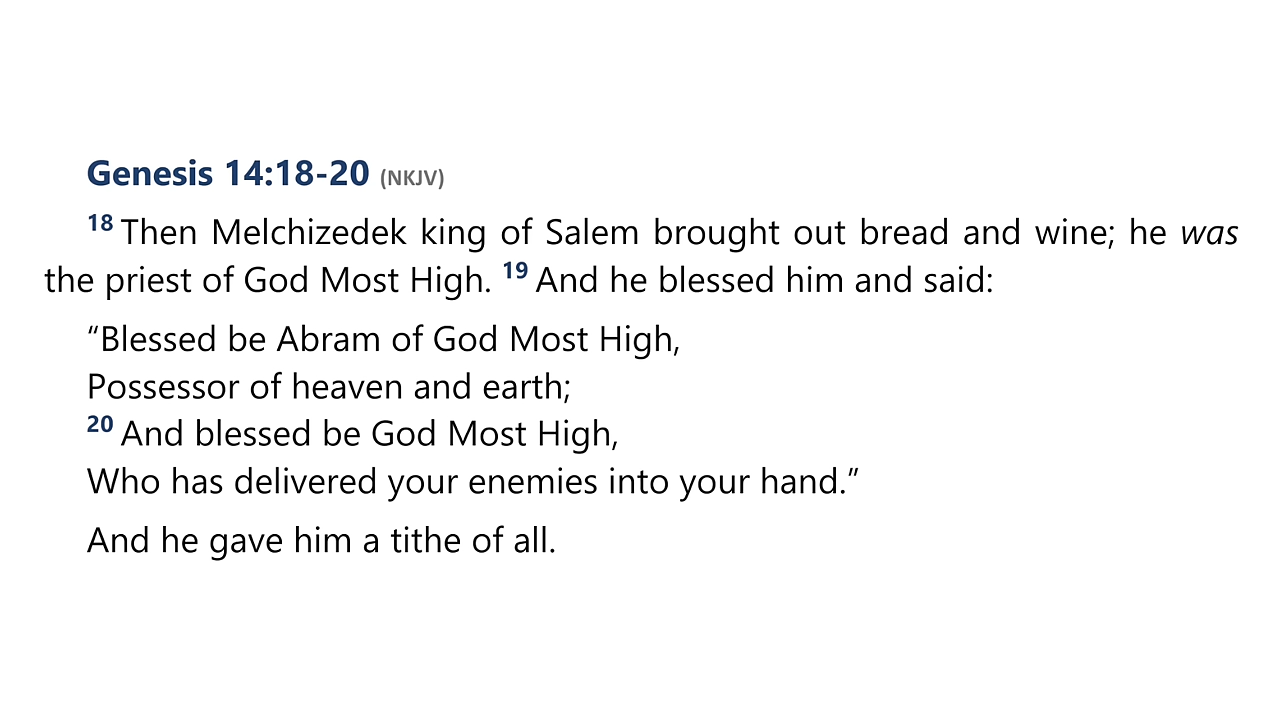 Genesis 14:18-20 (NKJV)
18 Then Melchizedek king of Salem brought out bread and wine; he was
the priest of God Most High. 19 And he blessed him and said:
“Blessed be Abram of God Most High,
Possessor of heaven and earth;
20 And blessed be God Most High,
Who has delivered your enemies into your hand.”
And he gave him a tithe of all.